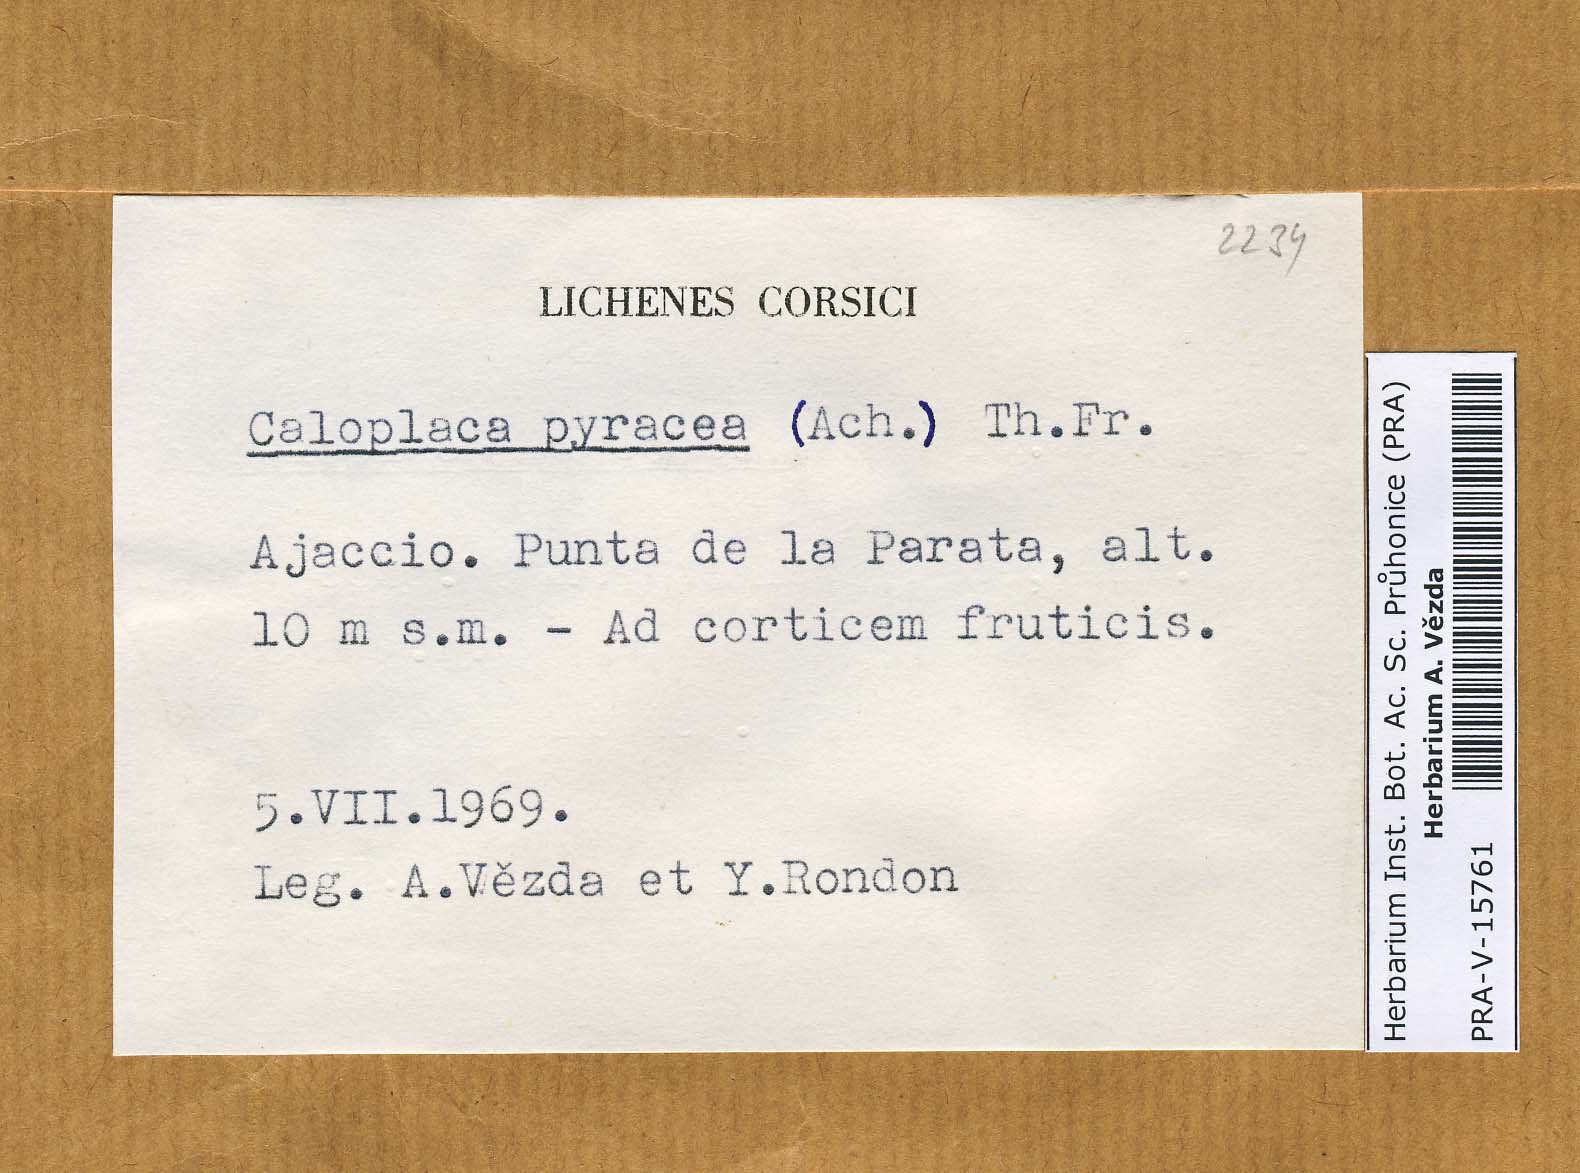 2234
LICHENES CORSICI
Caloplaca pyracea (Ach.) Th.Fr.
Ajaccio. Punta de la Parata, alt.
10 m s.m. - Ad corticem fruticis.
5.VII.1969.
Leg. A.Vězda et Y.Rondon
Herbarium Inst. Bot. Ac. Sc. Průhonice (PRA)
Herbarium A. Vězda
PRA-V-15761